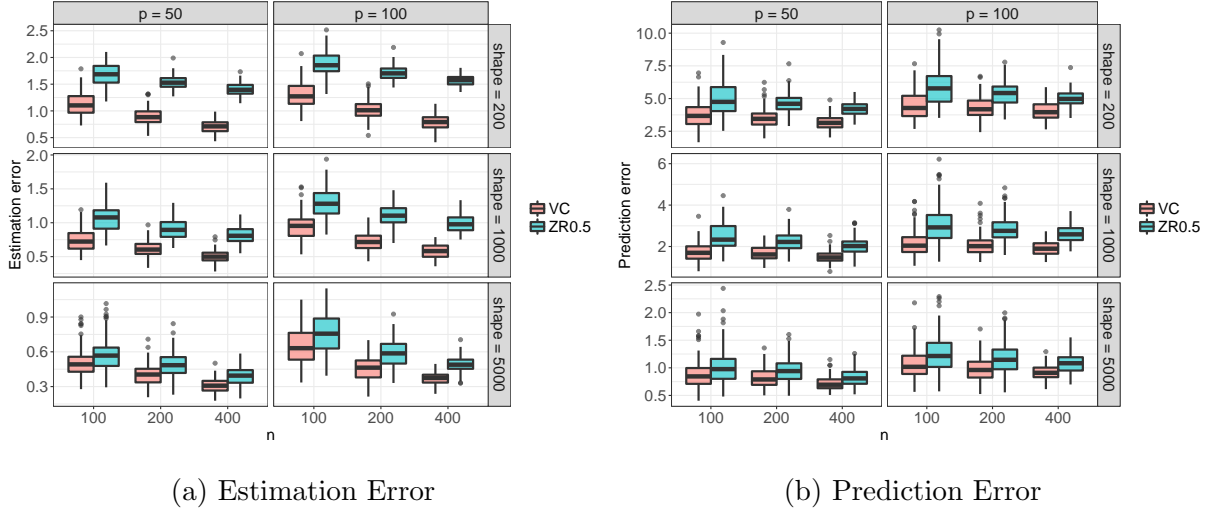 p = 50
p = 100
2.5
2.0
1.5
1.0
0.5
shape = 200
2.0
1.5
1.0
0.5
shape = 1000
0.9
0.6
0.3
shape = 5000
Estimation error
100
200
400
100
200
400
n
VC
ZR0.5
(a) Estimation Error
p = 50
p = 100
10.0
7.5
5.0
2.5
shape = 200
6
4
2
shape = 1000
2.5
2.0
1.5
1.0
0.5
shape = 5000
Prediction error
100
200
400
100
200
400
n
VC
ZR0.5
(b) Prediction Error